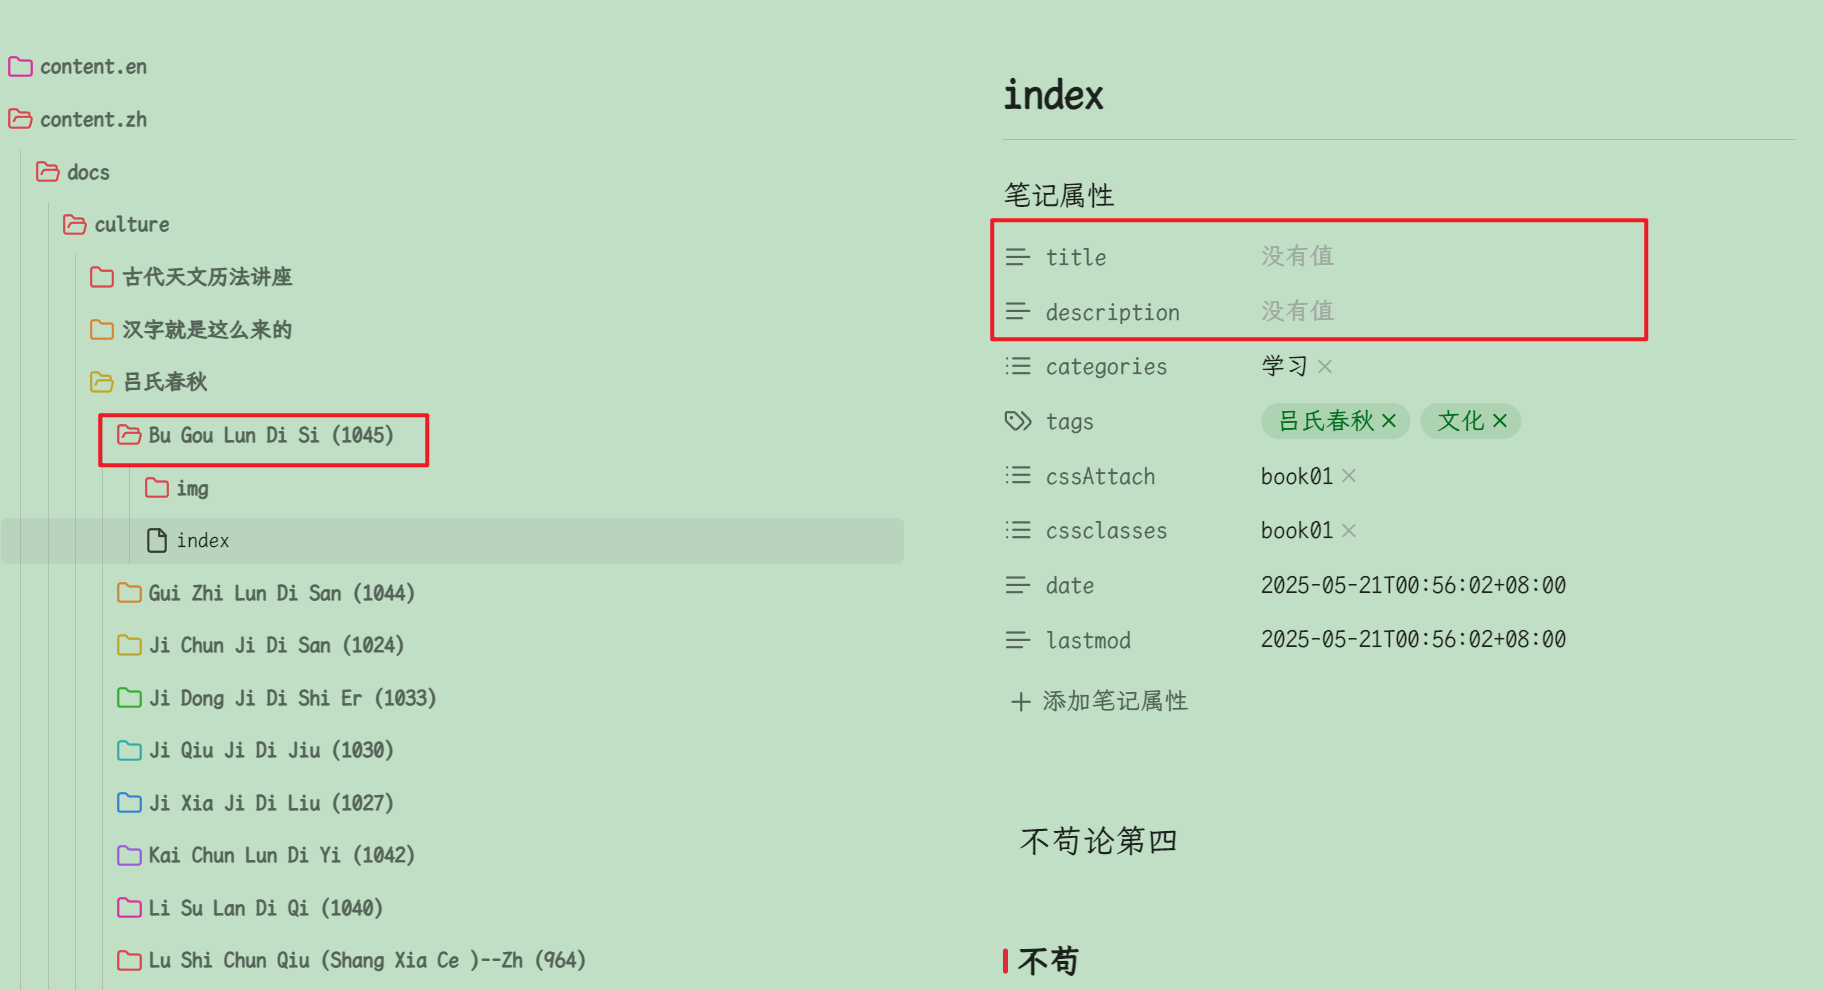 content.en
content.zh
docs
culture
古代天文历法讲座
汉字就是这么来的
吕氏春秋
Bu Gou Lun Di Si (1045)
img
index
Gui Zhi Lun Di San (1044)
Ji Chun Ji Di San (1024)
Ji Dong Ji Di Shi Er (1033)
Ji Qiu Ji Di Jiu (1030)
Ji Xia Ji Di Liu (1027)
Kai Chun Lun Di Yi (1042)
Li Su Lan Di Qi (1040)
Lu Shi Chun Qiu (Shang Xia Ce )--Zh (964)
index
笔记属性
title 没有值
description 没有值
categories 学习
tags 吕氏春秋 文化
cssAttach book01
cssclasses book01
date 2025-05-21T00:56:02+08:00
lastmod 2025-05-21T00:56:02+08:00
添加笔记属性
不苟论第四
不苟